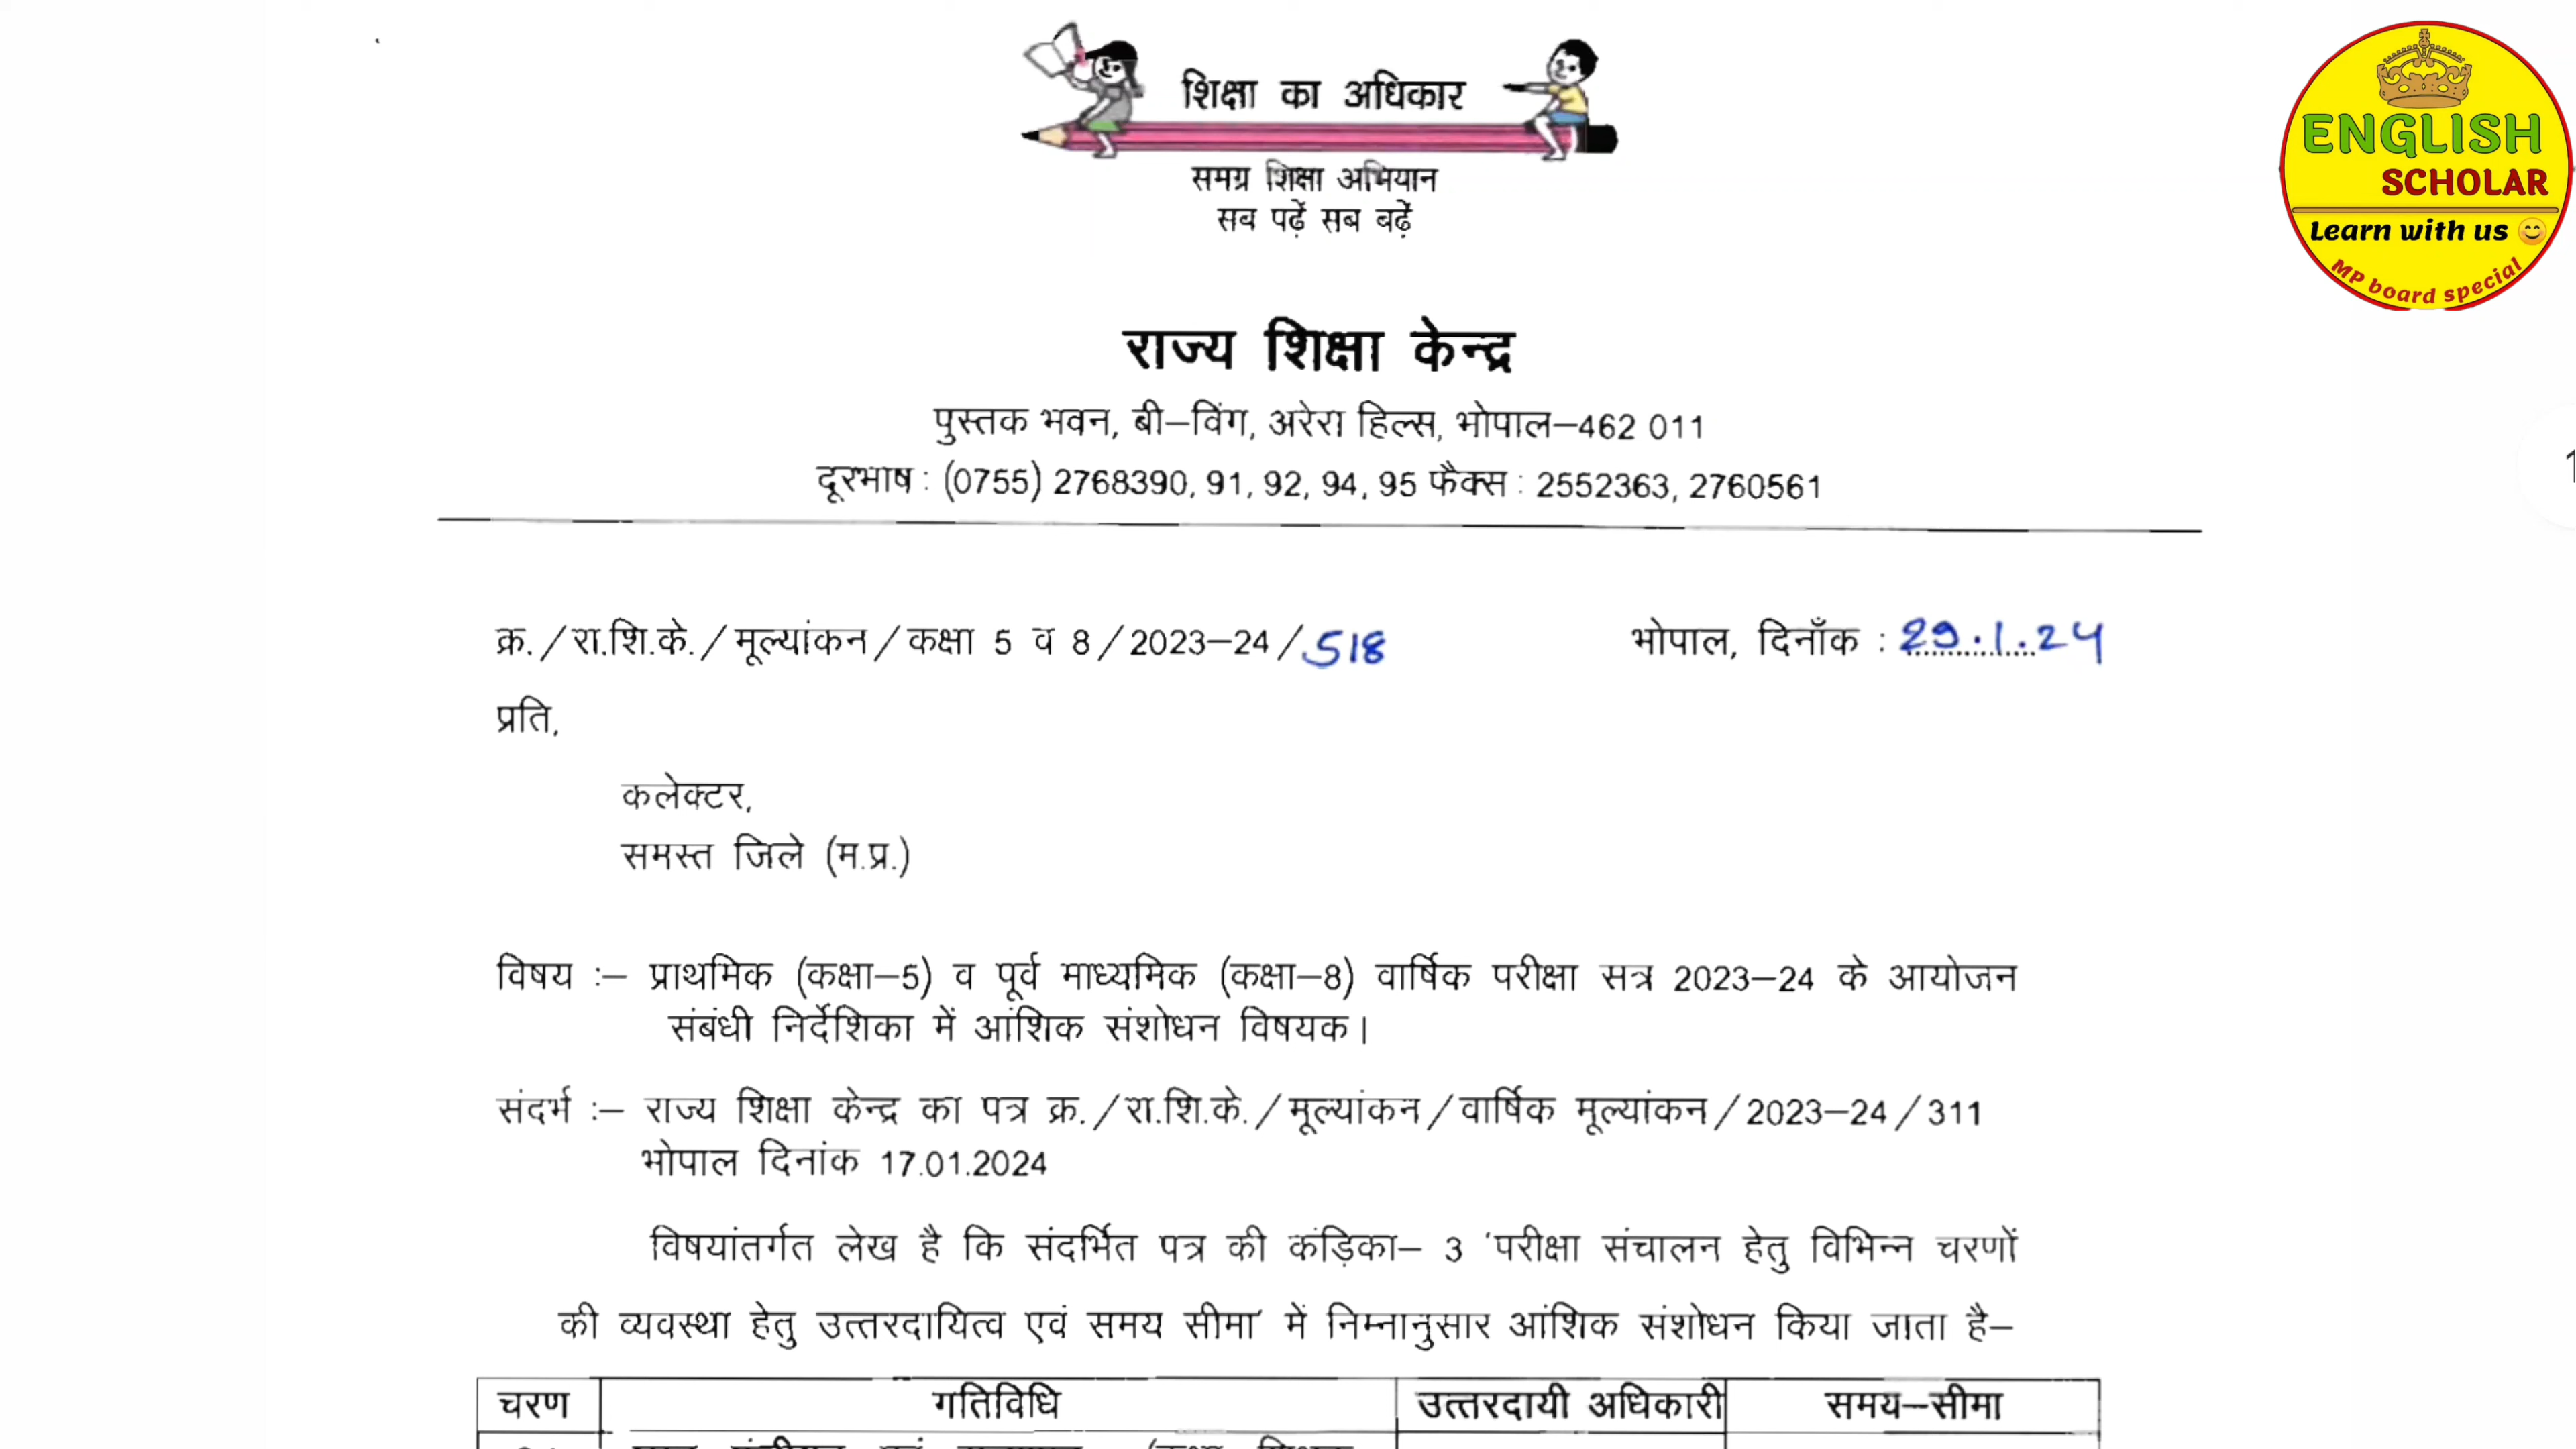 शिक्षा का अधिकार
समग्र शिक्षा अभियान
सब पढ़ें सब बढ़ें
ENGLISH
SCHOLAR
Learn with us
MP board special
राज्य शिक्षा केन्द्र
पुस्तक भवन, बी–विंग, अरेरा हिल्स, भोपाल–462 011
दूरभाष : (0755) 2768390, 91, 92, 94, 95 फैक्स : 2552363, 2760561
क्र./रा.शि.के./मूल्यांकन/कक्षा 5 व 8/2023–24/518 भोपाल, दिनाँक : 29.1.24
प्रति,
कलेक्टर,
समस्त जिले (म.प्र.)
विषय :– प्राथमिक (कक्षा–5) व पूर्व माध्यमिक (कक्षा–8) वार्षिक परीक्षा सत्र 2023–24 के आयोजन
संबंधी निर्देशिका में आंशिक संशोधन विषयक।
संदर्भ :– राज्य शिक्षा केन्द्र का पत्र क्र./रा.शि.के./मूल्यांकन/वार्षिक मूल्यांकन/2023–24/311
भोपाल दिनांक 17.01.2024
विषयांतर्गत लेख है कि संदर्भित पत्र की कंड़िका– 3 'परीक्षा संचालन हेतु विभिन्न चरणों
की व्यवस्था हेतु उत्तरदायित्व एवं समय सीमा' में निम्नानुसार आंशिक संशोधन किया जाता है–
चरण गतिविधि उत्तरदायी अधिकारी समय–सीमा